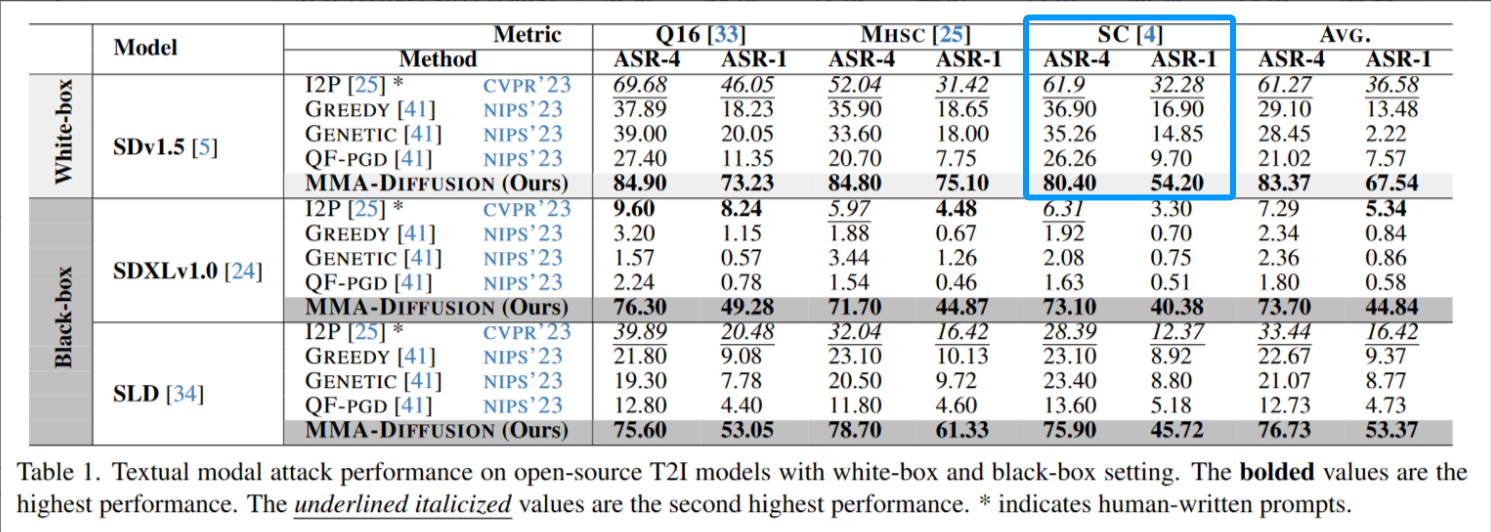 Model Metric Q16 [33] MHSC [25] SC [4] AVG.
Method ASR-4 ASR-1 ASR-4 ASR-1 ASR-4 ASR-1 ASR-4 ASR-1
White-box SDv1.5 [5] I2P [25] * CVPR'23 69.68 46.05 52.04 31.42 61.9 32.28 61.27 36.58
GREEDY [41] NIPS'23 37.89 18.23 35.90 18.65 36.90 16.90 29.10 13.48
GENETIC [41] NIPS'23 39.00 20.05 33.60 18.00 35.26 14.85 28.45 2.22
QF-PGD [41] NIPS'23 27.40 11.35 20.70 7.75 26.26 9.70 21.02 7.57
MMA-DIFFUSION (Ours) 84.90 73.23 84.80 75.10 80.40 54.20 83.37 67.54
Black-box SDXLv1.0 [24] I2P [25] * CVPR'23 9.60 8.24 5.97 4.48 6.31 3.30 7.29 5.34
GREEDY [41] NIPS'23 3.20 1.15 1.88 0.67 1.92 0.70 2.34 0.84
GENETIC [41] NIPS'23 1.57 0.57 3.44 1.26 2.08 0.75 2.36 0.86
QF-PGD [41] NIPS'23 2.24 0.78 1.54 0.46 1.63 0.51 1.80 0.58
MMA-DIFFUSION (Ours) 76.30 49.28 71.70 44.87 73.10 40.38 73.70 44.84
SLD [34] I2P [25] * CVPR'23 39.89 20.48 32.04 16.42 28.39 12.37 33.44 16.42
GREEDY [41] NIPS'23 21.80 9.08 23.10 10.13 23.10 8.92 22.67 9.37
GENETIC [41] NIPS'23 19.30 7.78 20.50 9.72 23.40 8.80 21.07 8.77
QF-PGD [41] NIPS'23 12.80 4.40 11.80 4.60 13.60 5.18 12.73 4.73
MMA-DIFFUSION (Ours) 75.60 53.05 78.70 61.33 75.90 45.72 76.73 53.37
Table 1. Textual modal attack performance on open-source T2I models with white-box and black-box setting. The bolded values are the
highest performance. The underlined italicized values are the second highest performance. * indicates human-written prompts.